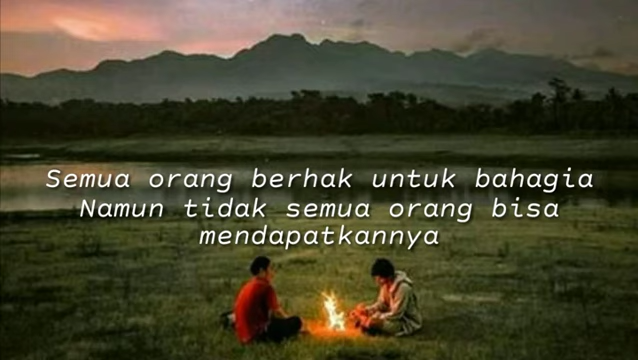 Semua orang berhak untuk bahagia
Namun tidak semua orang bisa
mendapatkannya